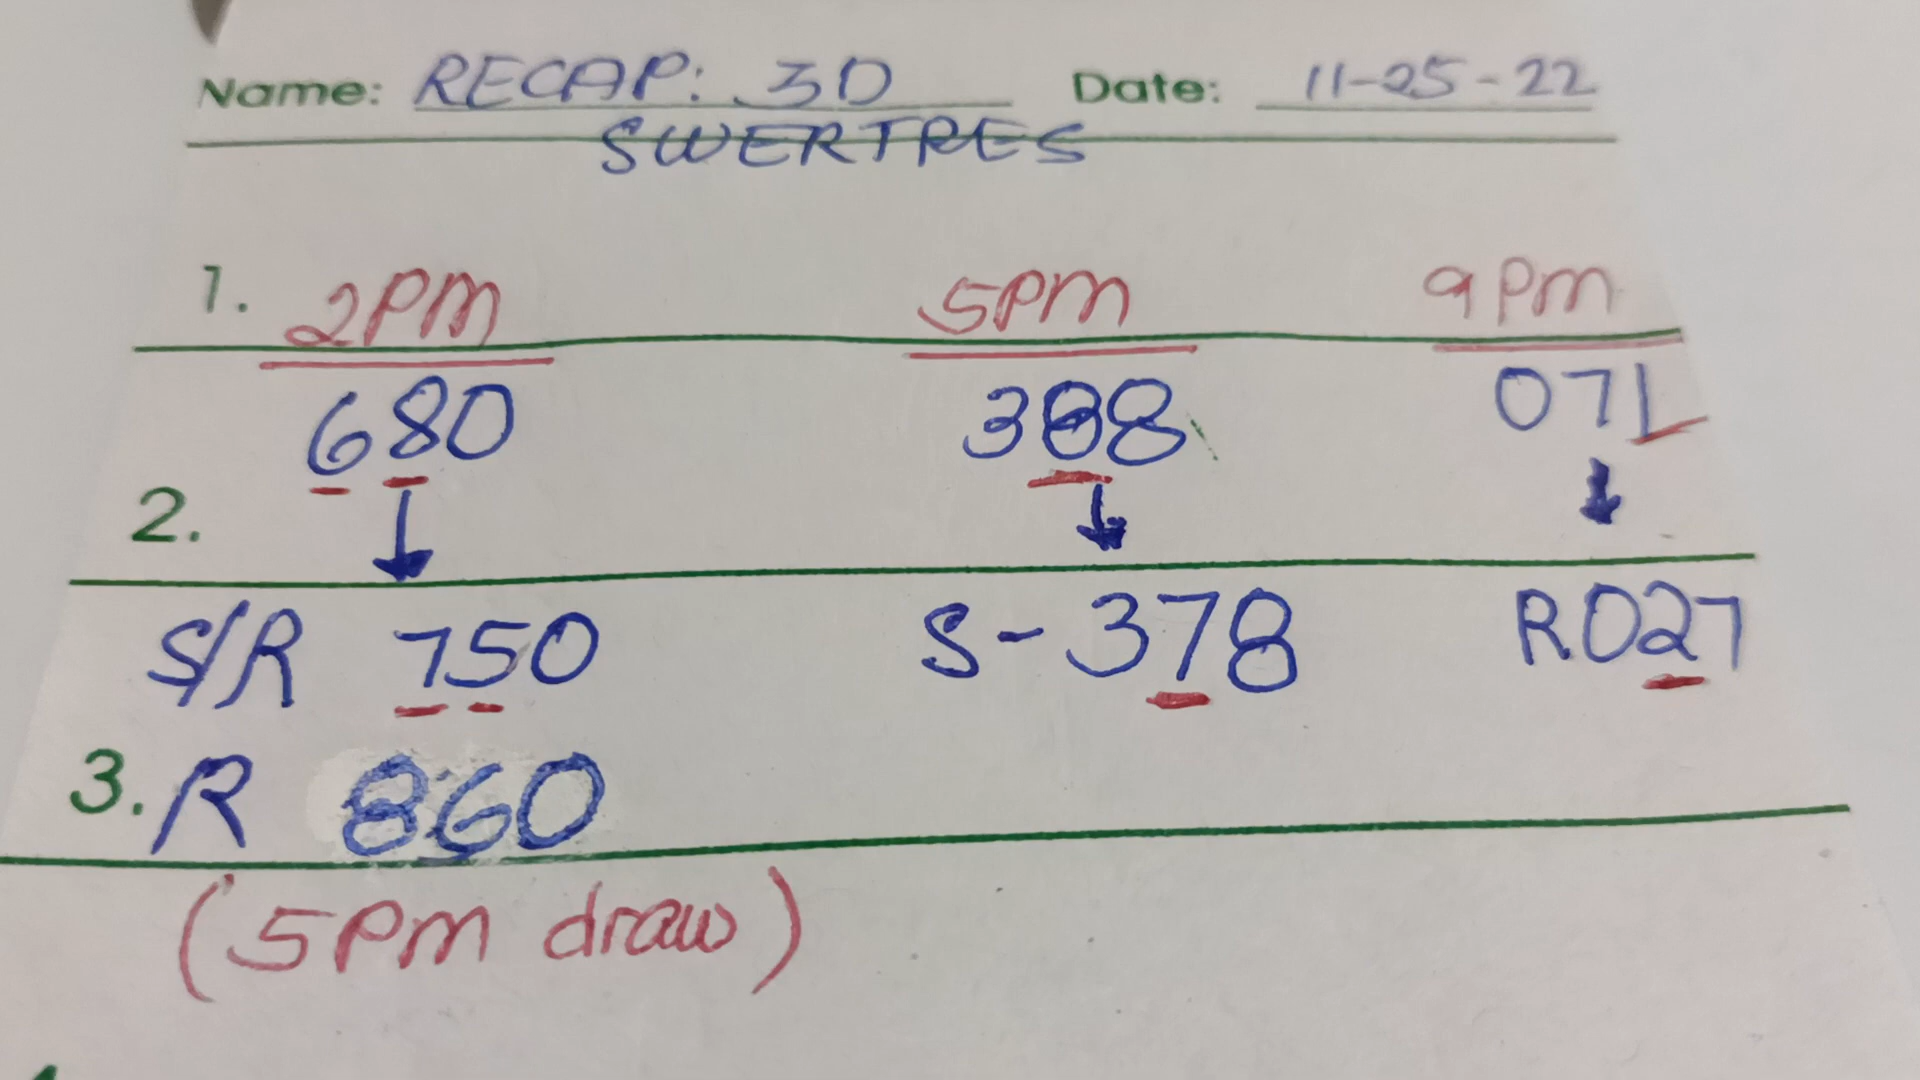 Name: RECAP: 3D Date: 11-25-22
SWERTRES
1. 2PM 5PM 9PM
680 388 071
2.
S/R 750 S-378 R027
3. R 860
(5PM draw)